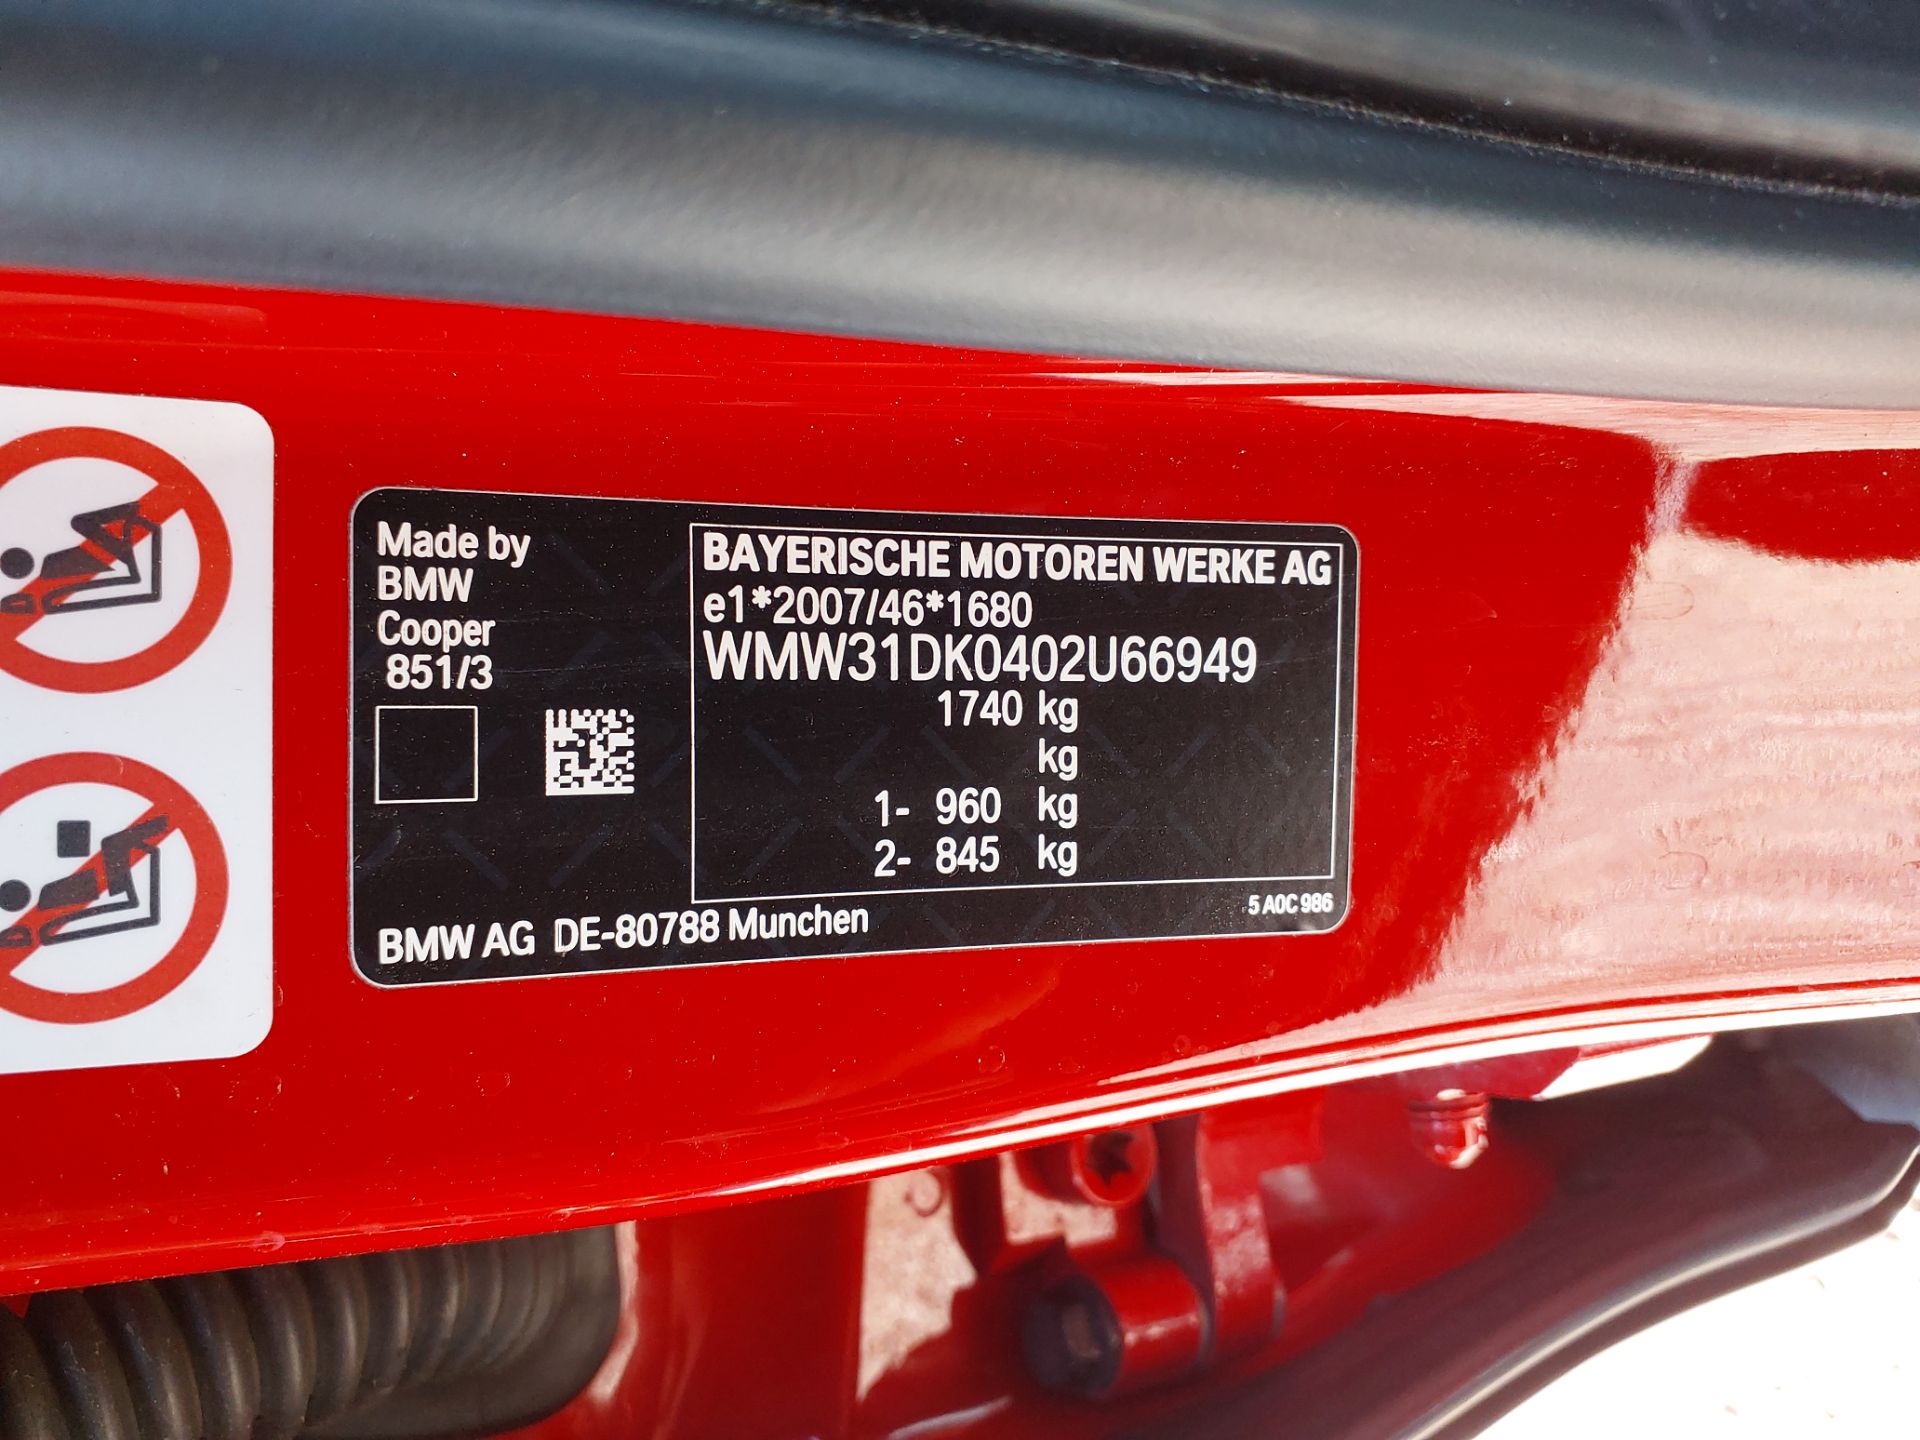 Made by
BMW
Cooper
851/3
BAYERISCHE MOTOREN WERKE AG
e1*2007/46*1680
WMW31DK0402U66949
1740 kg
kg
1- 960 kg
2- 845 kg
5 A0C 986
BMW AG DE-80788 Munchen